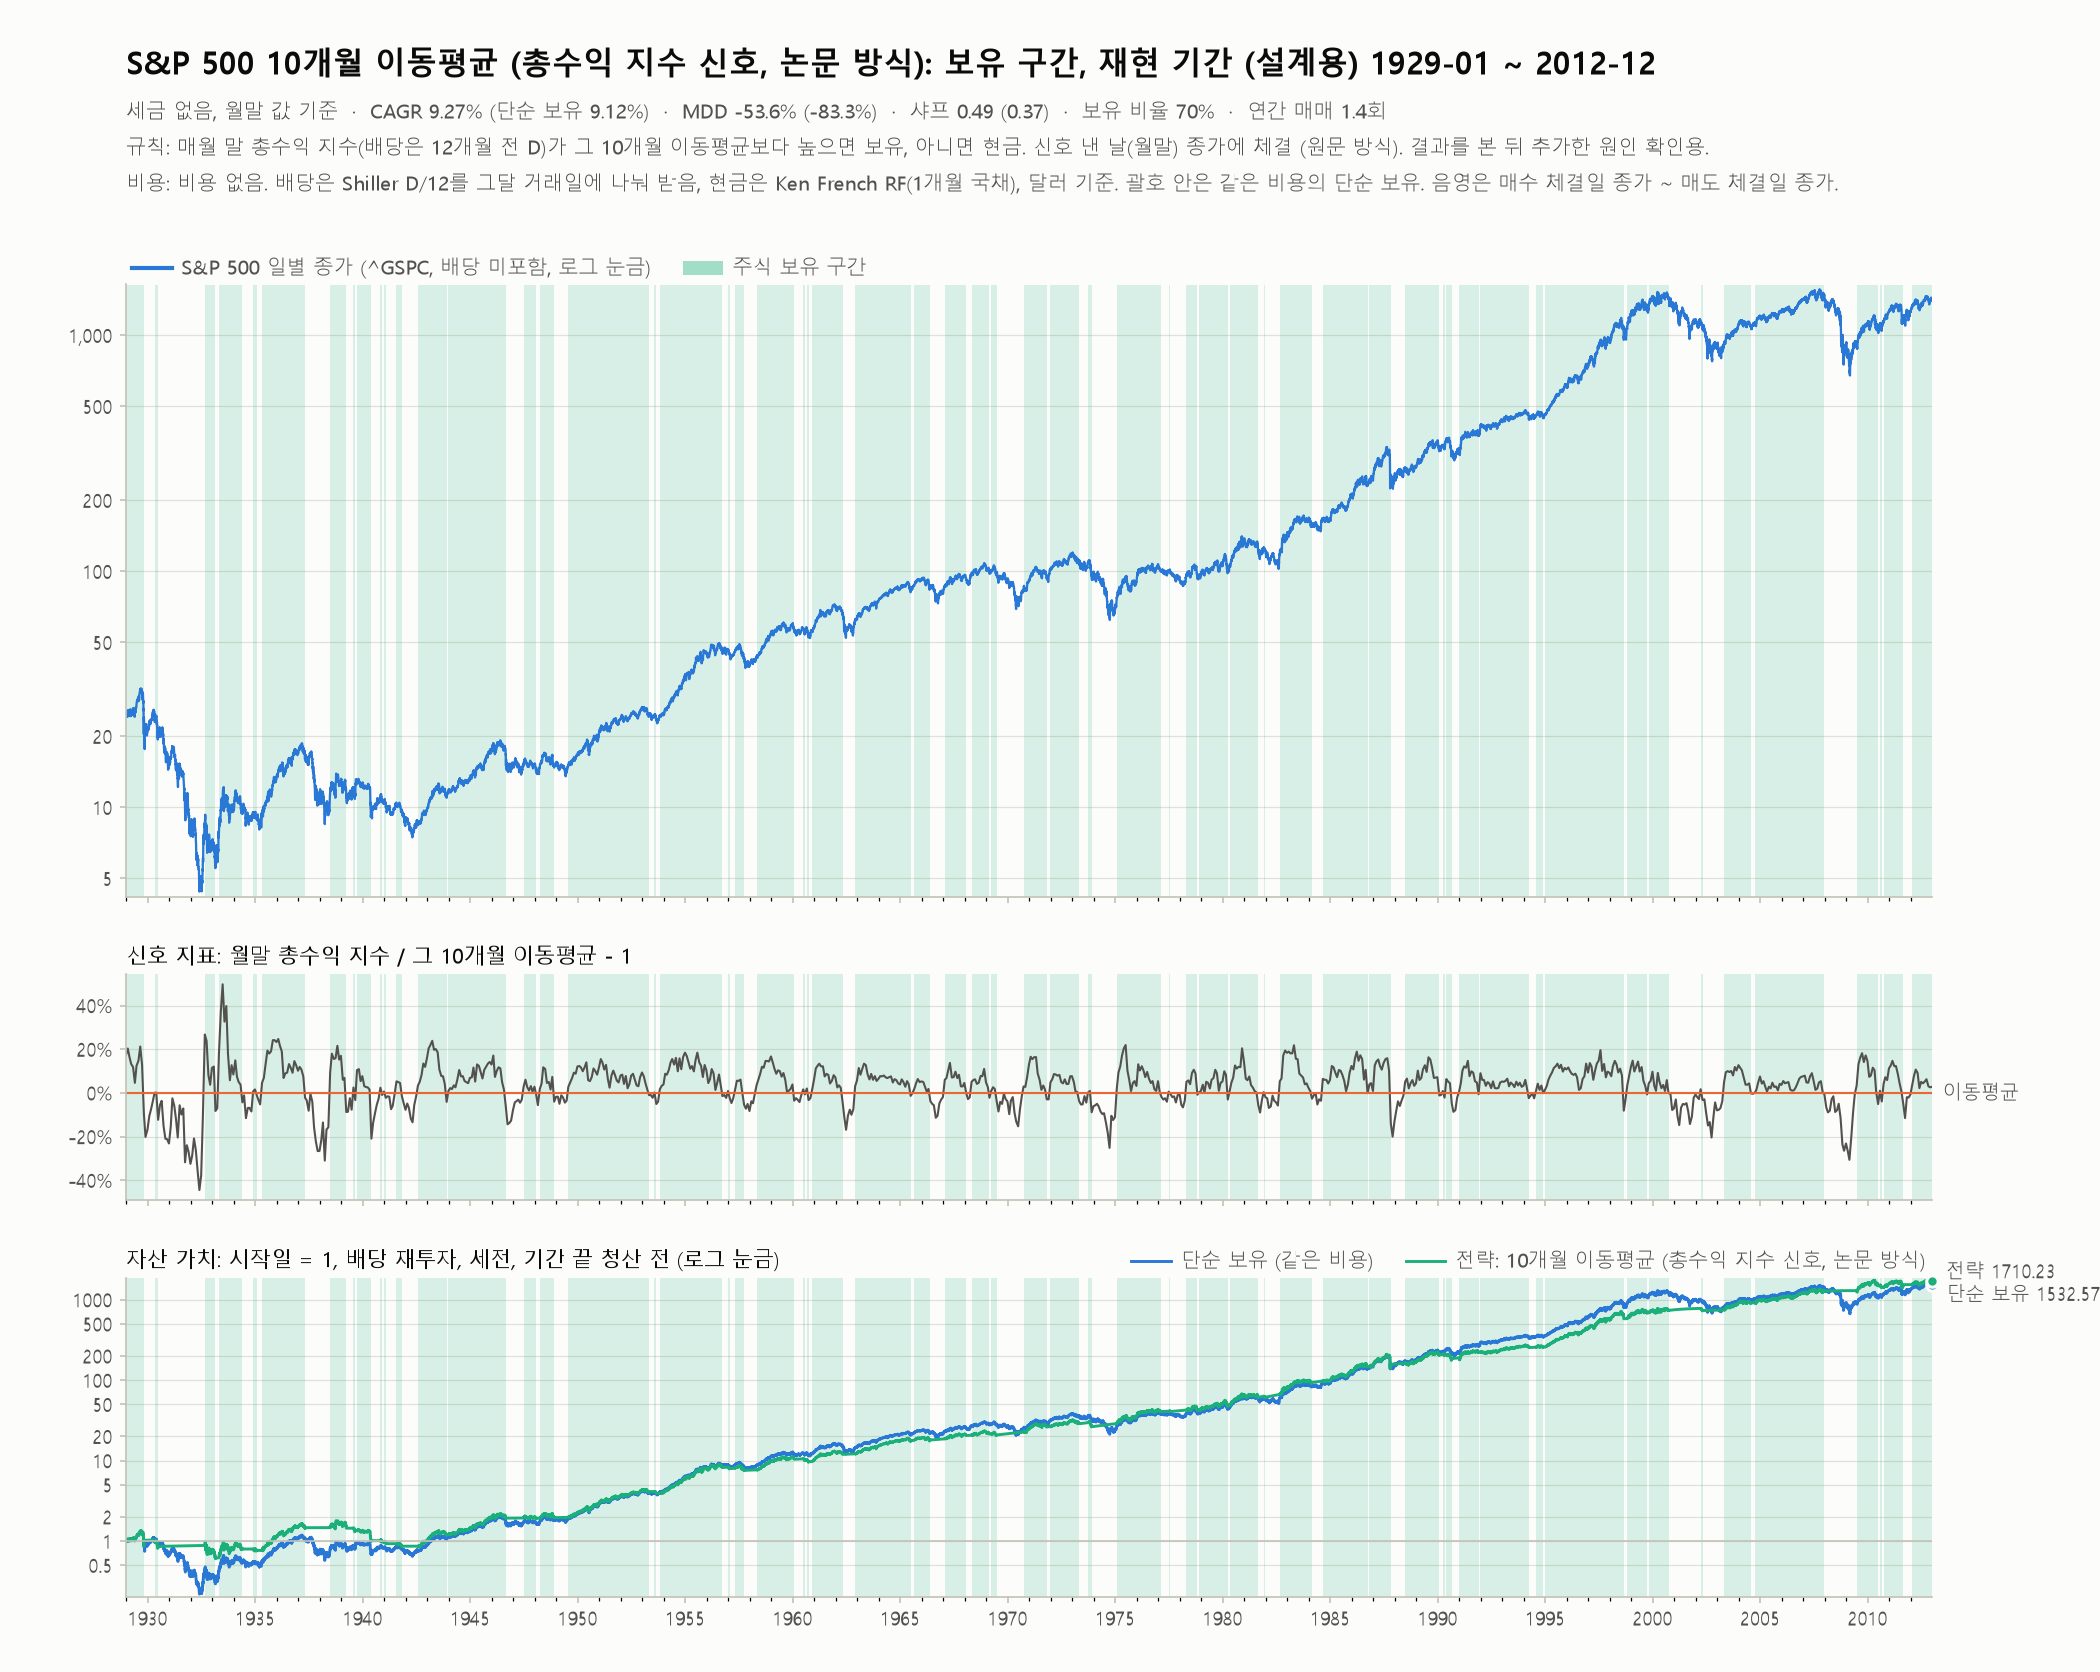 S&P 500 10개월 이동평균 (총수익 지수 신호, 논문 방식): 보유 구간, 재현 기간 (설계용) 1929-01 ~ 2012-12
세금 없음, 월말 값 기준 · CAGR 9.27% (단순 보유 9.12%) · MDD -53.6% (-83.3%) · 샤프 0.49 (0.37) · 보유 비율 70% · 연간 매매 1.4회
규칙: 매월 말 총수익 지수(배당은 12개월 전 D)가 그 10개월 이동평균보다 높으면 보유, 아니면 현금. 신호 낸 날(월말) 종가에 체결 (원문 방식). 결과를 본 뒤 추가한 원인 확인용.
비용: 비용 없음. 배당은 Shiller D/12를 그달 거래일에 나눠 받음, 현금은 Ken French RF(1개월 국채), 달러 기준. 괄호 안은 같은 비용의 단순 보유. 음영은 매수 체결일 종가 ~ 매도 체결일 종가.
S&P 500 일별 종가 (^GSPC, 배당 미포함, 로그 눈금) 주식 보유 구간
1,000
500
200
100
50
20
10
5
신호 지표: 월말 총수익 지수 / 그 10개월 이동평균 - 1
40%
20%
0%
-20%
-40%
이동평균
자산 가치: 시작일 = 1, 배당 재투자, 세전, 기간 끝 청산 전 (로그 눈금)
단순 보유 (같은 비용) 전략: 10개월 이동평균 (총수익 지수 신호, 논문 방식)
전략 1710.23
단순 보유 1532.57
1000
500
200
100
50
20
10
5
2
1
0.5
1930 1935 1940 1945 1950 1955 1960 1965 1970 1975 1980 1985 1990 1995 2000 2005 2010